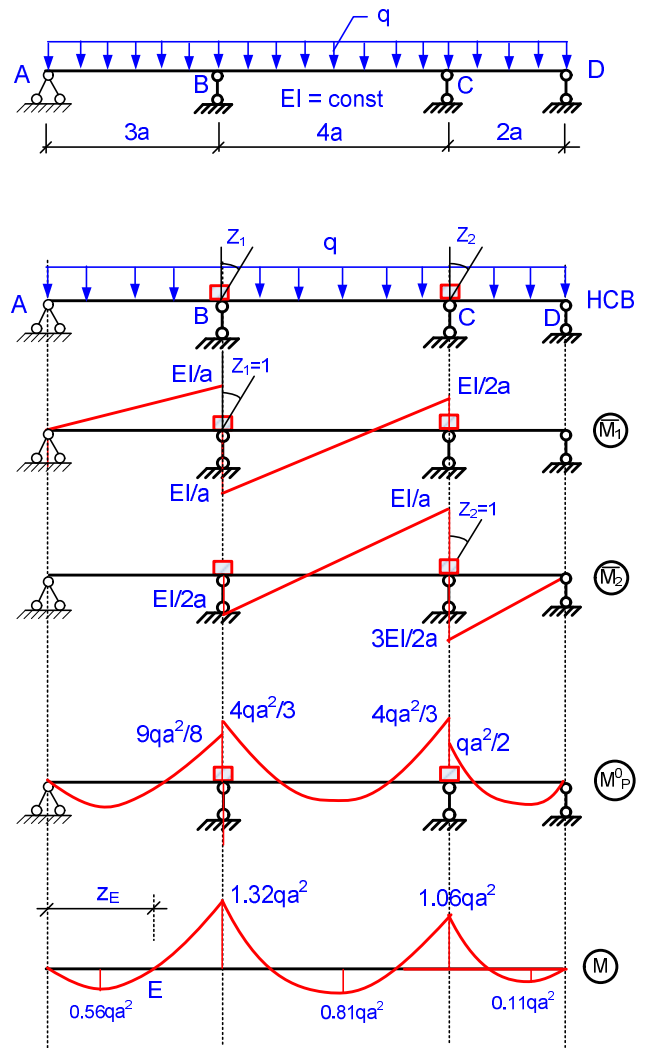 q
A
B
C
D
EI = const
3a
4a
2a
Z₁
q
Z₂
A
B
C
D
HCB
EI/a
Z₁=1
EI/2a
M̅₁
EI/a
EI/a
Z₂=1
M̅₂
EI/2a
3EI/2a
9qa²/8
4qa²/3
4qa²/3
qa²/2
M⁰P
zE
1.32qa²
1.06qa²
M
E
0.56qa²
0.81qa²
0.11qa²